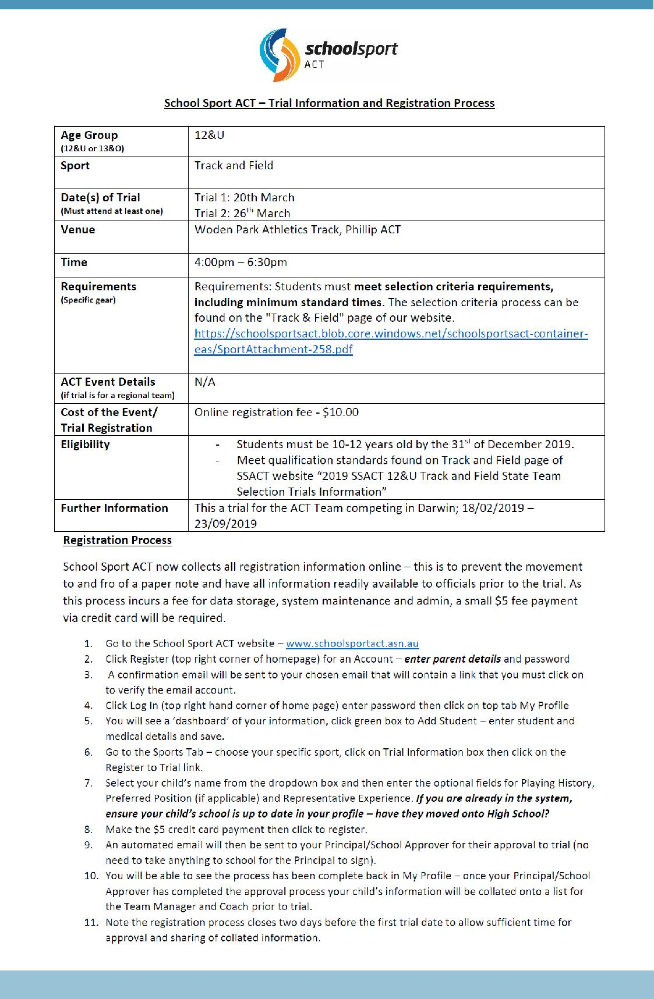 schoolsport
ACT
School Sport ACT – Trial Information and Registration Process
Age Group
(12&U or 13&O)
12&U
Sport
Track and Field
Date(s) of Trial
(Must attend at least one)
Trial 1: 20th March
Trial 2: 26th March
Venue
Woden Park Athletics Track, Phillip ACT
Time
4:00pm – 6:30pm
Requirements
(Specific gear)
Requirements: Students must meet selection criteria requirements,
including minimum standard times. The selection criteria process can be
found on the "Track & Field" page of our website.
https://schoolsportsact.blob.core.windows.net/schoolsportsact-container-
eas/SportAttachment-258.pdf
ACT Event Details
(if trial is for a regional team)
N/A
Cost of the Event/
Trial Registration
Online registration fee - $10.00
Eligibility
- Students must be 10-12 years old by the 31st of December 2019.
- Meet qualification standards found on Track and Field page of
SSACT website “2019 SSACT 12&U Track and Field State Team
Selection Trials Information”
Further Information
This a trial for the ACT Team competing in Darwin; 18/02/2019 –
23/09/2019
Registration Process
School Sport ACT now collects all registration information online – this is to prevent the movement
to and fro of a paper note and have all information readily available to officials prior to the trial. As
this process incurs a fee for data storage, system maintenance and admin, a small $5 fee payment
via credit card will be required.
1. Go to the School Sport ACT website – www.schoolsportact.asn.au
2. Click Register (top right corner of homepage) for an Account – enter parent details and password
3. A confirmation email will be sent to your chosen email that will contain a link that you must click on
to verify the email account.
4. Click Log In (top right hand corner of home page) enter password then click on top tab My Profile
5. You will see a ‘dashboard’ of your information, click green box to Add Student – enter student and
medical details and save.
6. Go to the Sports Tab – choose your specific sport, click on Trial Information box then click on the
Register to Trial link.
7. Select your child’s name from the dropdown box and then enter the optional fields for Playing History,
Preferred Position (if applicable) and Representative Experience. If you are already in the system,
ensure your child’s school is up to date in your profile – have they moved onto High School?
8. Make the $5 credit card payment then click to register.
9. An automated email will then be sent to your Principal/School Approver for their approval to trial (no
need to take anything to school for the Principal to sign).
10. You will be able to see the process has been complete back in My Profile – once your Principal/School
Approver has completed the approval process your child’s information will be collated onto a list for
the Team Manager and Coach prior to trial.
11. Note the registration process closes two days before the first trial date to allow sufficient time for
approval and sharing of collated information.